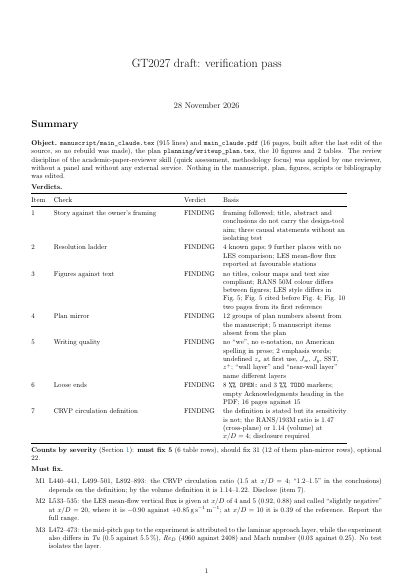 GT2027 draft: verification pass
28 November 2026
Summary
Object. manuscript/main_claude.tex (915 lines) and main_claude.pdf (16 pages, built after the last edit of the
source, so no rebuild was made), the plan planning/writeup_plan.tex, the 10 figures and 2 tables. The review
discipline of the academic-paper-reviewer skill (quick assessment, methodology focus) was applied by one reviewer,
without a panel and without any external service. Nothing in the manuscript, plan, figures, scripts or bibliography
was edited.
Verdicts.
Item Check Verdict Basis
1 Story against the owner's framing FINDING framing followed; title, abstract and
conclusions do not carry the design-tool
aim; three causal statements without an
isolating test
2 Resolution ladder FINDING 4 known gaps; 9 further places with no
LES comparison; LES mean-flow flux
reported at favourable stations
3 Figures against text FINDING no titles, colour maps and text size
compliant; RANS 50M colour differs
between figures; LES style differs in
Fig. 5; Fig. 5 cited before Fig. 4; Fig. 10
two pages from its first reference
4 Plan mirror FINDING 12 groups of plan numbers absent from
the manuscript; 5 manuscript items
absent from the plan
5 Writing quality FINDING no "we", no e-notation, no American
spelling in prose; 2 emphasis words;
undefined at first use, SST,
"wall layer" and "near-wall layer"
name different layers
6 Loose ends FINDING 8 %% OPEN: and 3 %% TODO markers;
empty Acknowledgments heading in the
PDF; 16 pages against 15
7 CRVP circulation definition FINDING the definition is stated but its sensitivity
is not; the RANS/193M ratio is 1.47
(cross-plane) or 1.14 (volume) at
x/D = 4; disclosure required
Counts by severity (Section 1): must fix 5 (6 table rows), should fix 31 (12 of them plan-mirror rows), optional
22.
Must fix.
M1 L440–441, L499–501, L892–893: the CRVP circulation ratio (1.5 at x/D = 4; "1.2–1.5" in the conclusions)
depends on the definition; by the volume definition it is 1.14–1.22. Disclose (item 7).
M2 L533–535: the LES mean-flow vertical flux is given at x/D of 4 and 5 (0.92, 0.88) and called "slightly negative"
at x/D = 20, where it is −0.90 against +0.85 g s⁻¹ m⁻¹; at x/D = 10 it is 0.39 of the reference. Report the
full range.
M3 L472–473: the mid-pitch gap to the experiment is attributed to the laminar approach layer, while the experiment
also differs in Tu (0.5 against 5.5 %), Re_D (4960 against 2408) and Mach number (0.03 against 0.25). No test
isolates the layer.
1